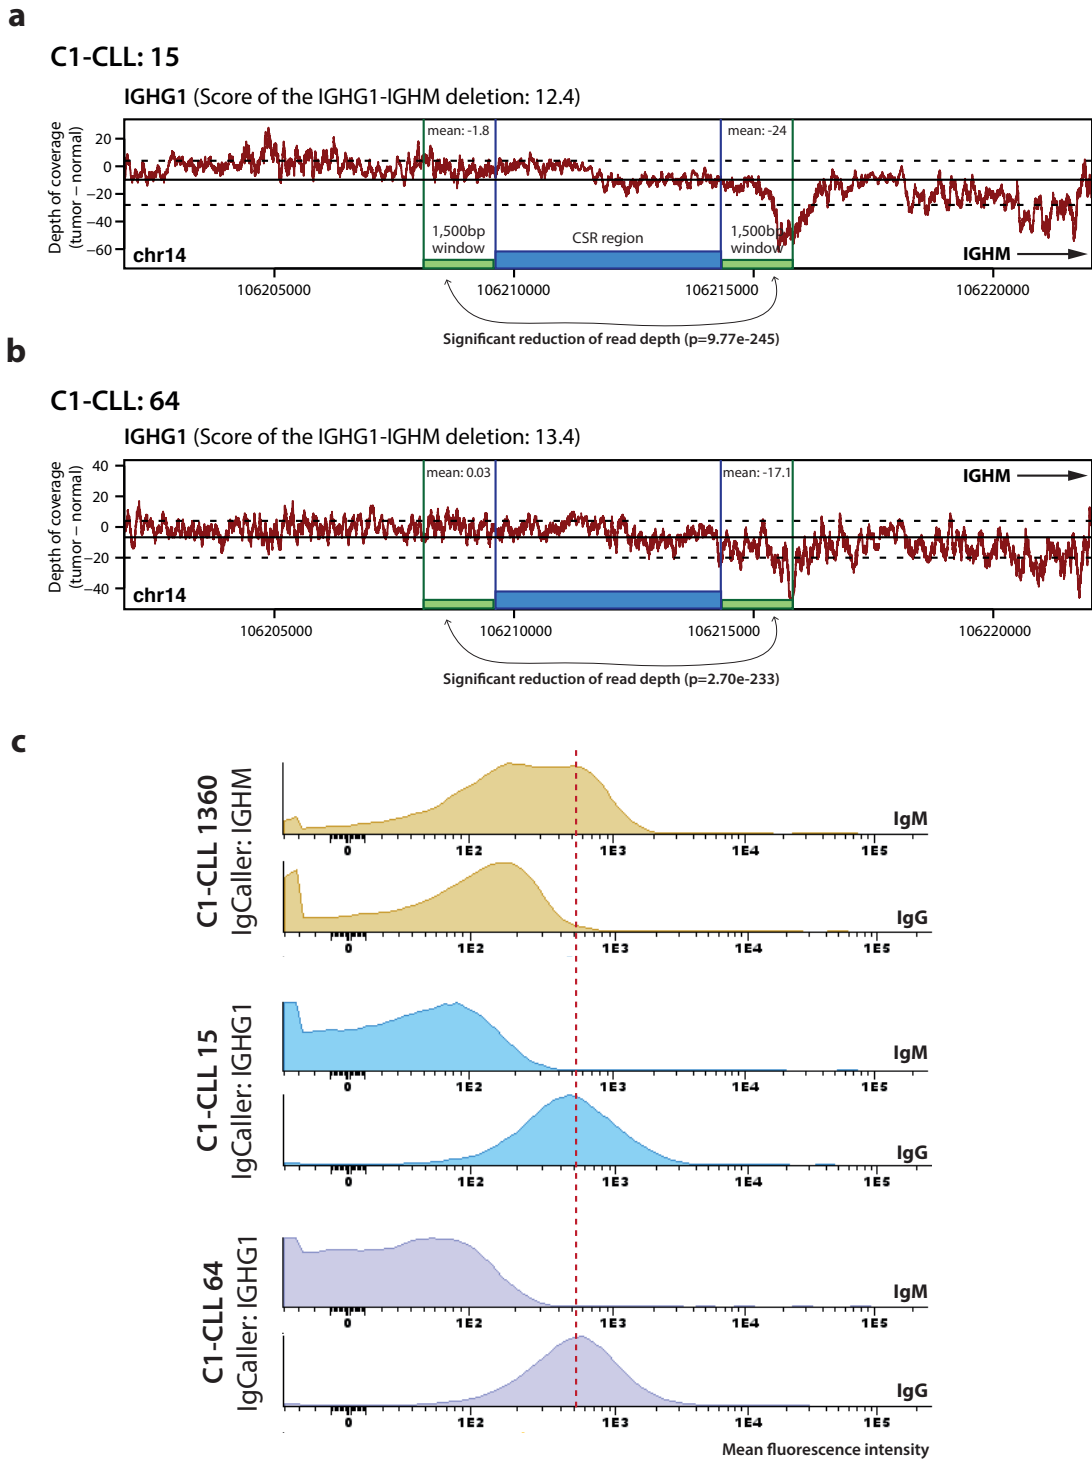 a
C1-CLL: 15
IGHG1 (Score of the IGHG1-IGHM deletion: 12.4)
Depth of coverage
(tumor – normal)
20
0
−20
−40
−60
mean: -1.8
mean: -24
1,500bp
window
CSR region
1,500bp
window
chr14
IGHM
106205000
106210000
106215000
106220000
Significant reduction of read depth (p=9.77e-245)
b
C1-CLL: 64
IGHG1 (Score of the IGHG1-IGHM deletion: 13.4)
Depth of coverage
(tumor – normal)
40
20
0
−20
−40
mean: 0.03
mean: -17.1
IGHM
chr14
106205000
106210000
106215000
106220000
Significant reduction of read depth (p=2.70e-233)
c
C1-CLL 1360
IgCaller: IGHM
IgM
0 1E2 1E3 1E4 1E5
IgG
0 1E2 1E3 1E4 1E5
C1-CLL 15
IgCaller: IGHG1
IgM
0 1E2 1E3 1E4 1E5
IgG
0 1E2 1E3 1E4 1E5
C1-CLL 64
IgCaller: IGHG1
IgM
0 1E2 1E3 1E4 1E5
IgG
0 1E2 1E3 1E4 1E5
Mean fluorescence intensity